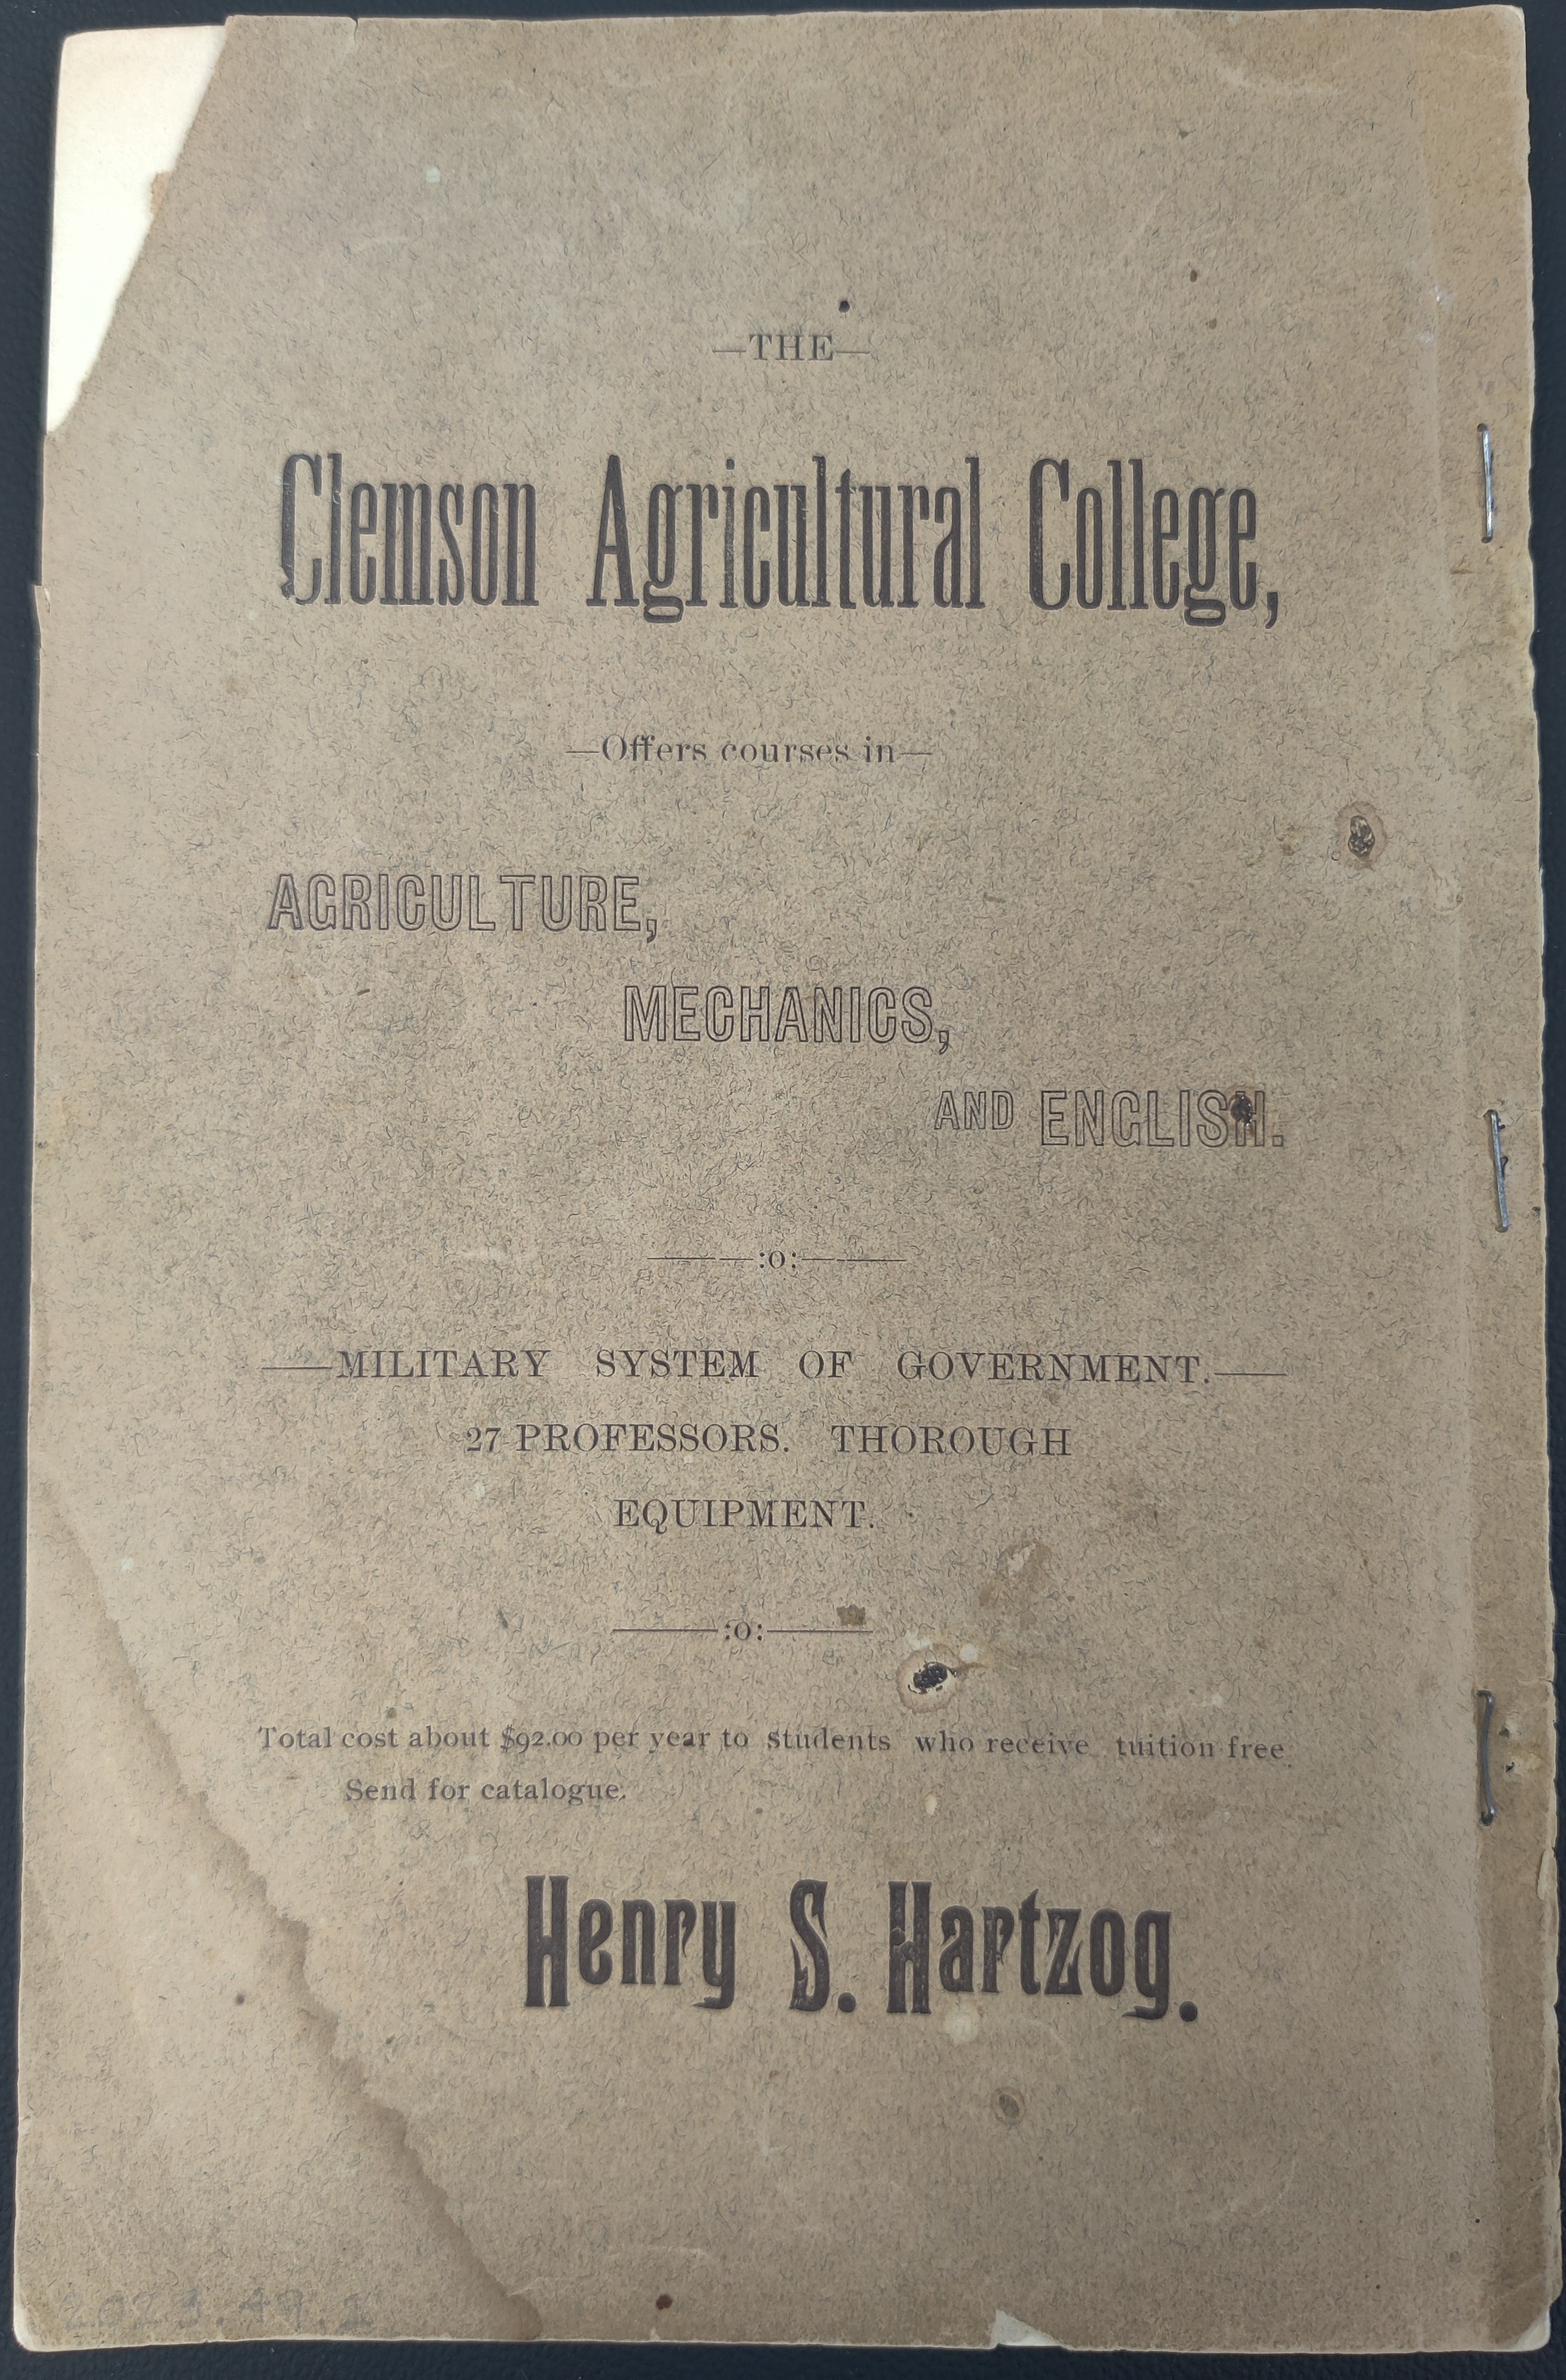 —THE—
Clemson Agricultural College,
—Offers courses in—
AGRICULTURE,
MECHANICS,
AND ENGLISH.
———:o:———
——MILITARY SYSTEM OF GOVERNMENT.——
27 PROFESSORS. THOROUGH
EQUIPMENT.
———:o:———
Total cost about $92.00 per year to students who receive tuition free
Send for catalogue.
Henry S. Hartzog.